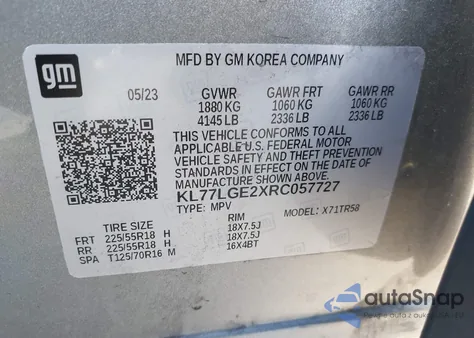 gm
MFD BY GM KOREA COMPANY
05/23 GVWR GAWR FRT GAWR RR
1880 KG 1060 KG 1060 KG
4145 LB 2336 LB 2336 LB
THIS VEHICLE CONFORMS TO ALL
APPLICABLE U.S. FEDERAL MOTOR
VEHICLE SAFETY AND THEFT PREVENTION
STANDARDS IN EFFECT ON THE DATE OF
MANUFACTURE SHOWN ABOVE.
KL77LGE2XRC057727
TYPE: MPV MODEL: X71TR58
TIRE SIZE RIM
FRT 225/55R18 H 18X7.5J
RR 225/55R18 H 18X7.5J
SPA T125/70R16 M 16X4BT
autaSnap